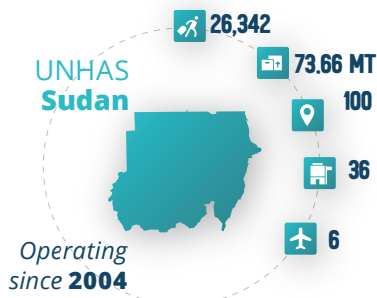 26,342
UNHAS
Sudan
73.66 MT
100
36
6
Operating
since 2004